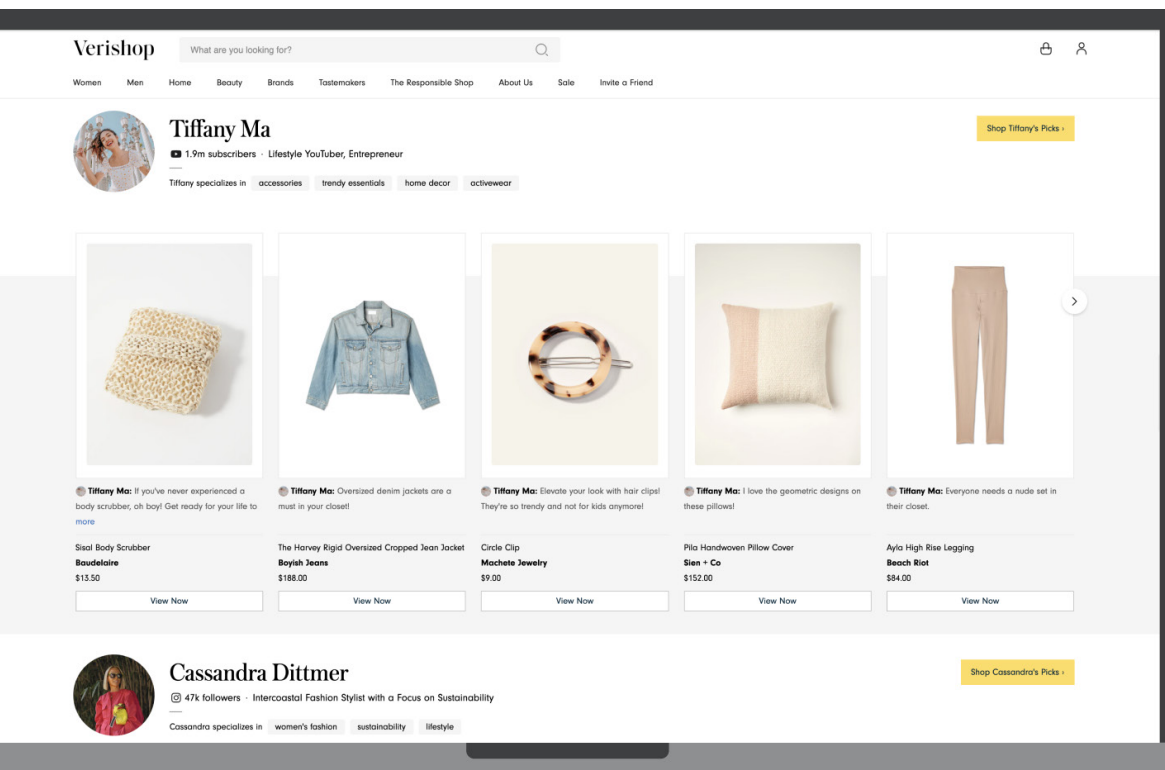 Verishop
What are you looking for?
Women Men Home Beauty Brands Tastemakers The Responsible Shop About Us Sale Invite a Friend
Tiffany Ma
Shop Tiffany's Picks ›
1.9m subscribers · Lifestyle YouTuber, Entrepreneur
Tiffany specializes in accessories trendy essentials home decor activewear
Tiffany Ma: If you've never experienced a
body scrubber, oh boy! Get ready for your life to
more
Sisal Body Scrubber
Baudelaire
$13.50
View Now
Tiffany Ma: Oversized denim jackets are a
must in your closet!
The Harvey Rigid Oversized Cropped Jean Jacket
Boyish Jeans
$188.00
View Now
Tiffany Ma: Elevate your look with hair clips!
They're so trendy and not for kids anymore!
Circle Clip
Machete Jewelry
$9.00
View Now
Tiffany Ma: I love the geometric designs on
these pillows!
Pila Handwoven Pillow Cover
Sien + Co
$152.00
View Now
Tiffany Ma: Everyone needs a nude set in
their closet.
Ayla High Rise Legging
Beach Riot
$84.00
View Now
Cassandra Dittmer
Shop Cassandra's Picks ›
47k followers · Intercoastal Fashion Stylist with a Focus on Sustainability
Cassandra specializes in women's fashion sustainability lifestyle